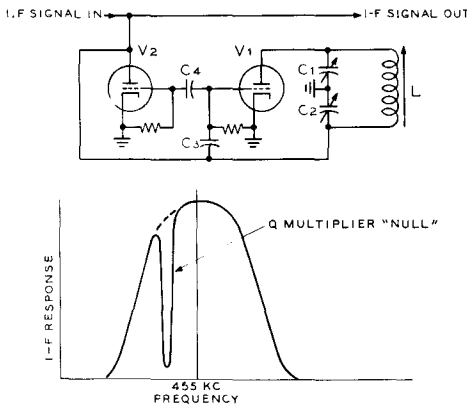 I.F SIGNAL IN
I-F SIGNAL OUT
V2
V1
C4
C1
C2
C3
L
Q MULTIPLIER "NULL"
I-F RESPONSE
455 KC
FREQUENCY